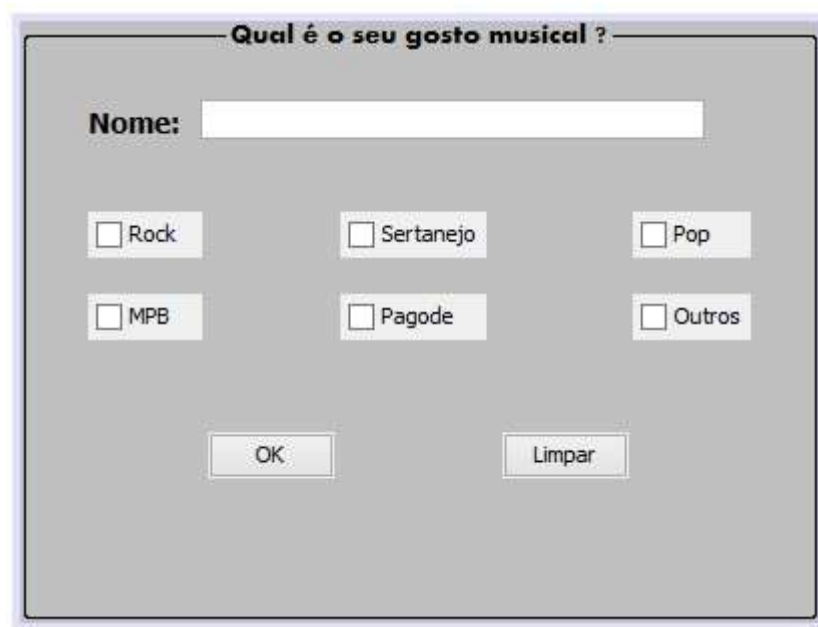 Qual é o seu gosto musical ?
Nome:
Rock Sertanejo Pop
MPB Pagode Outros
OK Limpar